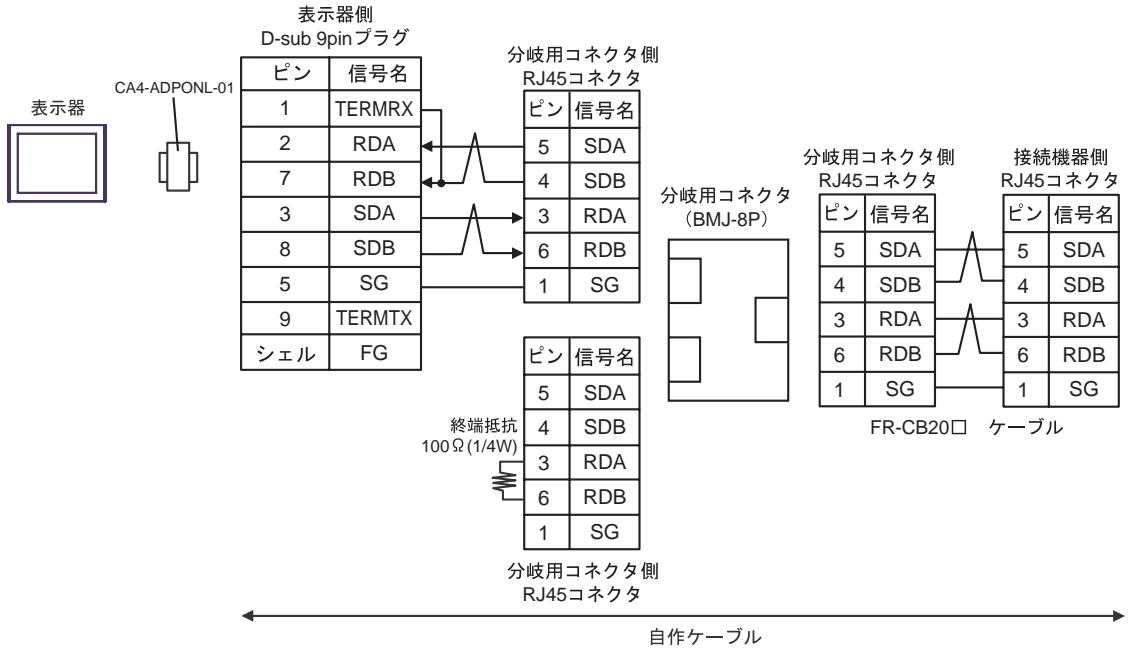 表示器側
D-sub 9pinプラグ
ピン 信号名
1 TERMRX
2 RDA
7 RDB
3 SDA
8 SDB
5 SG
9 TERMTX
シェル FG
CA4-ADPONL-01
表示器
分岐用コネクタ側
RJ45コネクタ
ピン 信号名
5 SDA
4 SDB
3 RDA
6 RDB
1 SG
ピン 信号名
5 SDA
4 SDB
3 RDA
6 RDB
1 SG
終端抵抗
100Ω(1/4W)
分岐用コネクタ側
RJ45コネクタ
分岐用コネクタ
（BMJ-8P）
分岐用コネクタ側
RJ45コネクタ
ピン 信号名
5 SDA
4 SDB
3 RDA
6 RDB
1 SG
接続機器側
RJ45コネクタ
ピン 信号名
5 SDA
4 SDB
3 RDA
6 RDB
1 SG
FR-CB20□ ケーブル
自作ケーブル